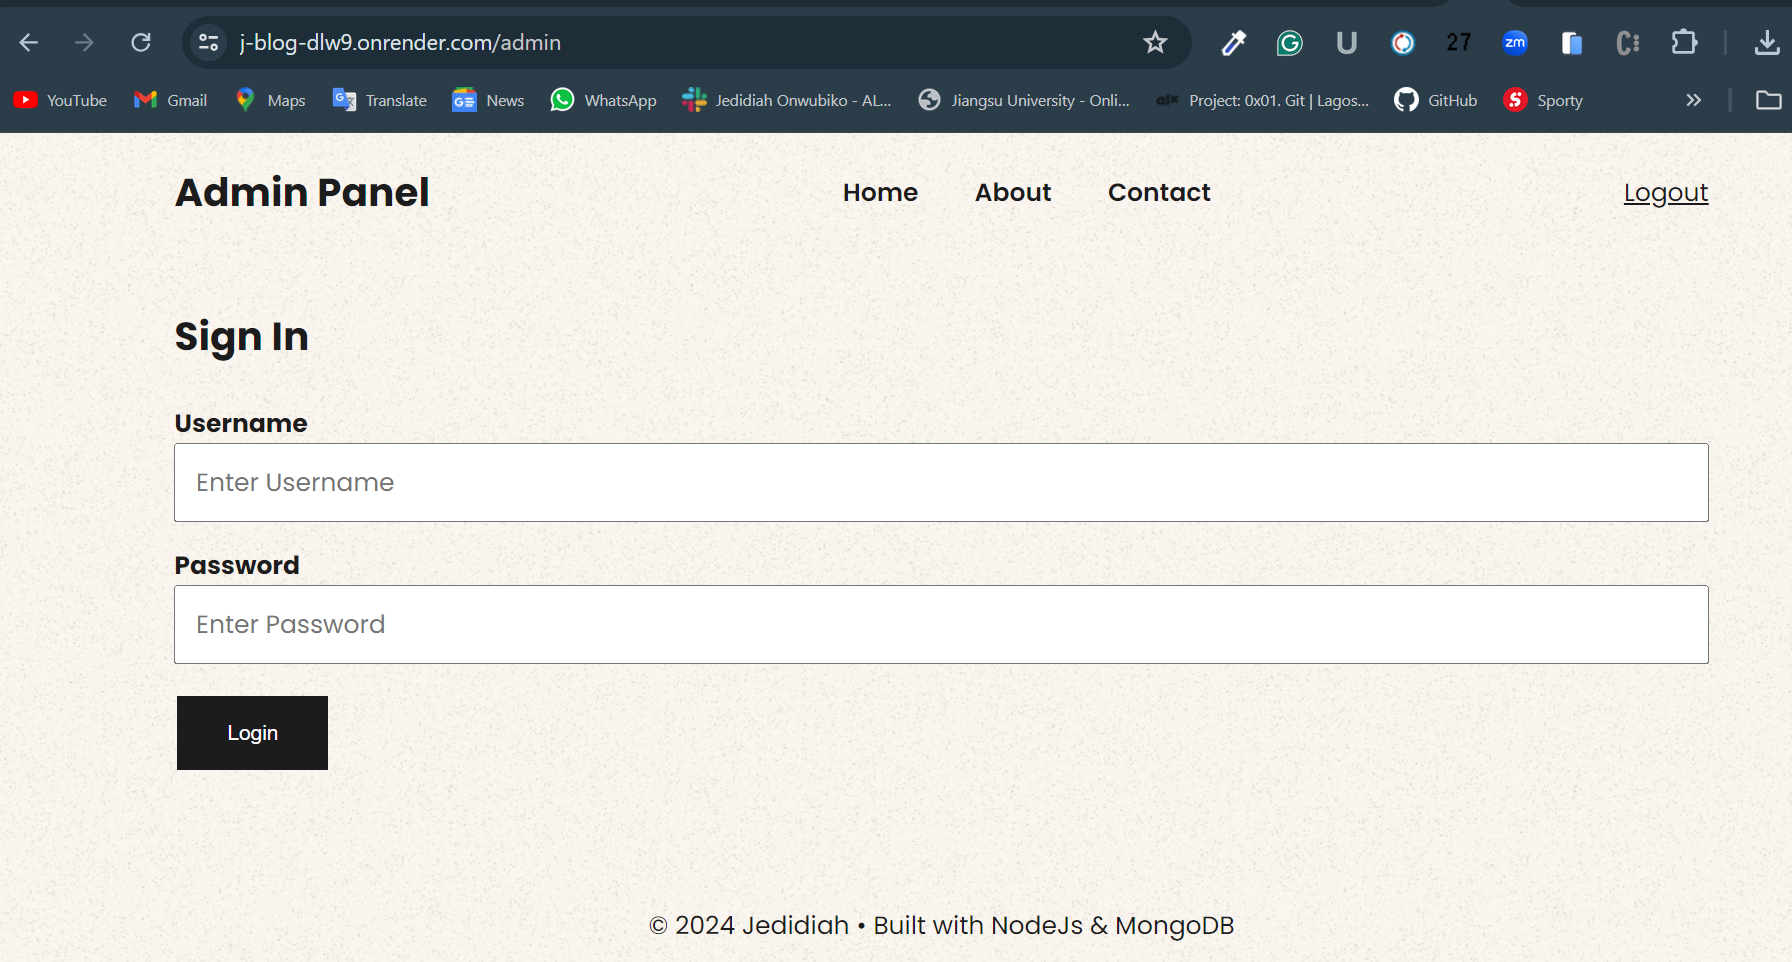 j-blog-dlw9.onrender.com/admin
27
zm
YouTube Gmail Maps Translate News WhatsApp Jedidiah Onwubiko - AL... Jiangsu University - Onli... alx Project: 0x01. Git | Lagos... GitHub Sporty
Admin Panel Home About Contact Logout
Sign In
Username
Enter Username
Password
Enter Password
Login
© 2024 Jedidiah • Built with NodeJs & MongoDB